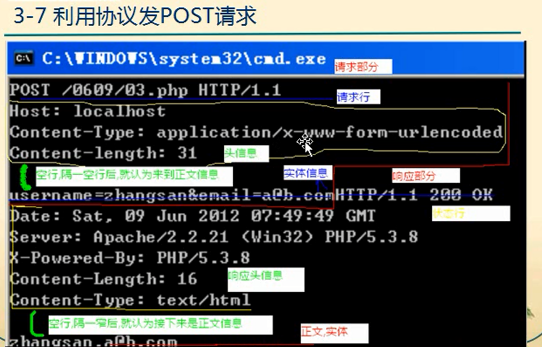 3-7 利用协议发POST请求
C:\WINDOWS\system32\cmd.exe
请求部分
POST /0609/03.php HTTP/1.1
请求行
Host: localhost
Content-Type: application/x-www-form-urlencoded
Content-length: 31
头信息
空行,隔一空行后,就认为来到正文信息
实体信息
响应部分
username=zhangsan&email=a@b.comHTTP/1.1 200 OK
状态行
Date: Sat, 09 Jun 2012 07:49:49 GMT
Server: Apache/2.2.21 (Win32) PHP/5.3.8
X-Powered-By: PHP/5.3.8
Content-Length: 16
响应头信息
Content-Type: text/html
空行,隔一窄后,就认为接下来是正文信息
正文,实体
zhangsan,a@b.com